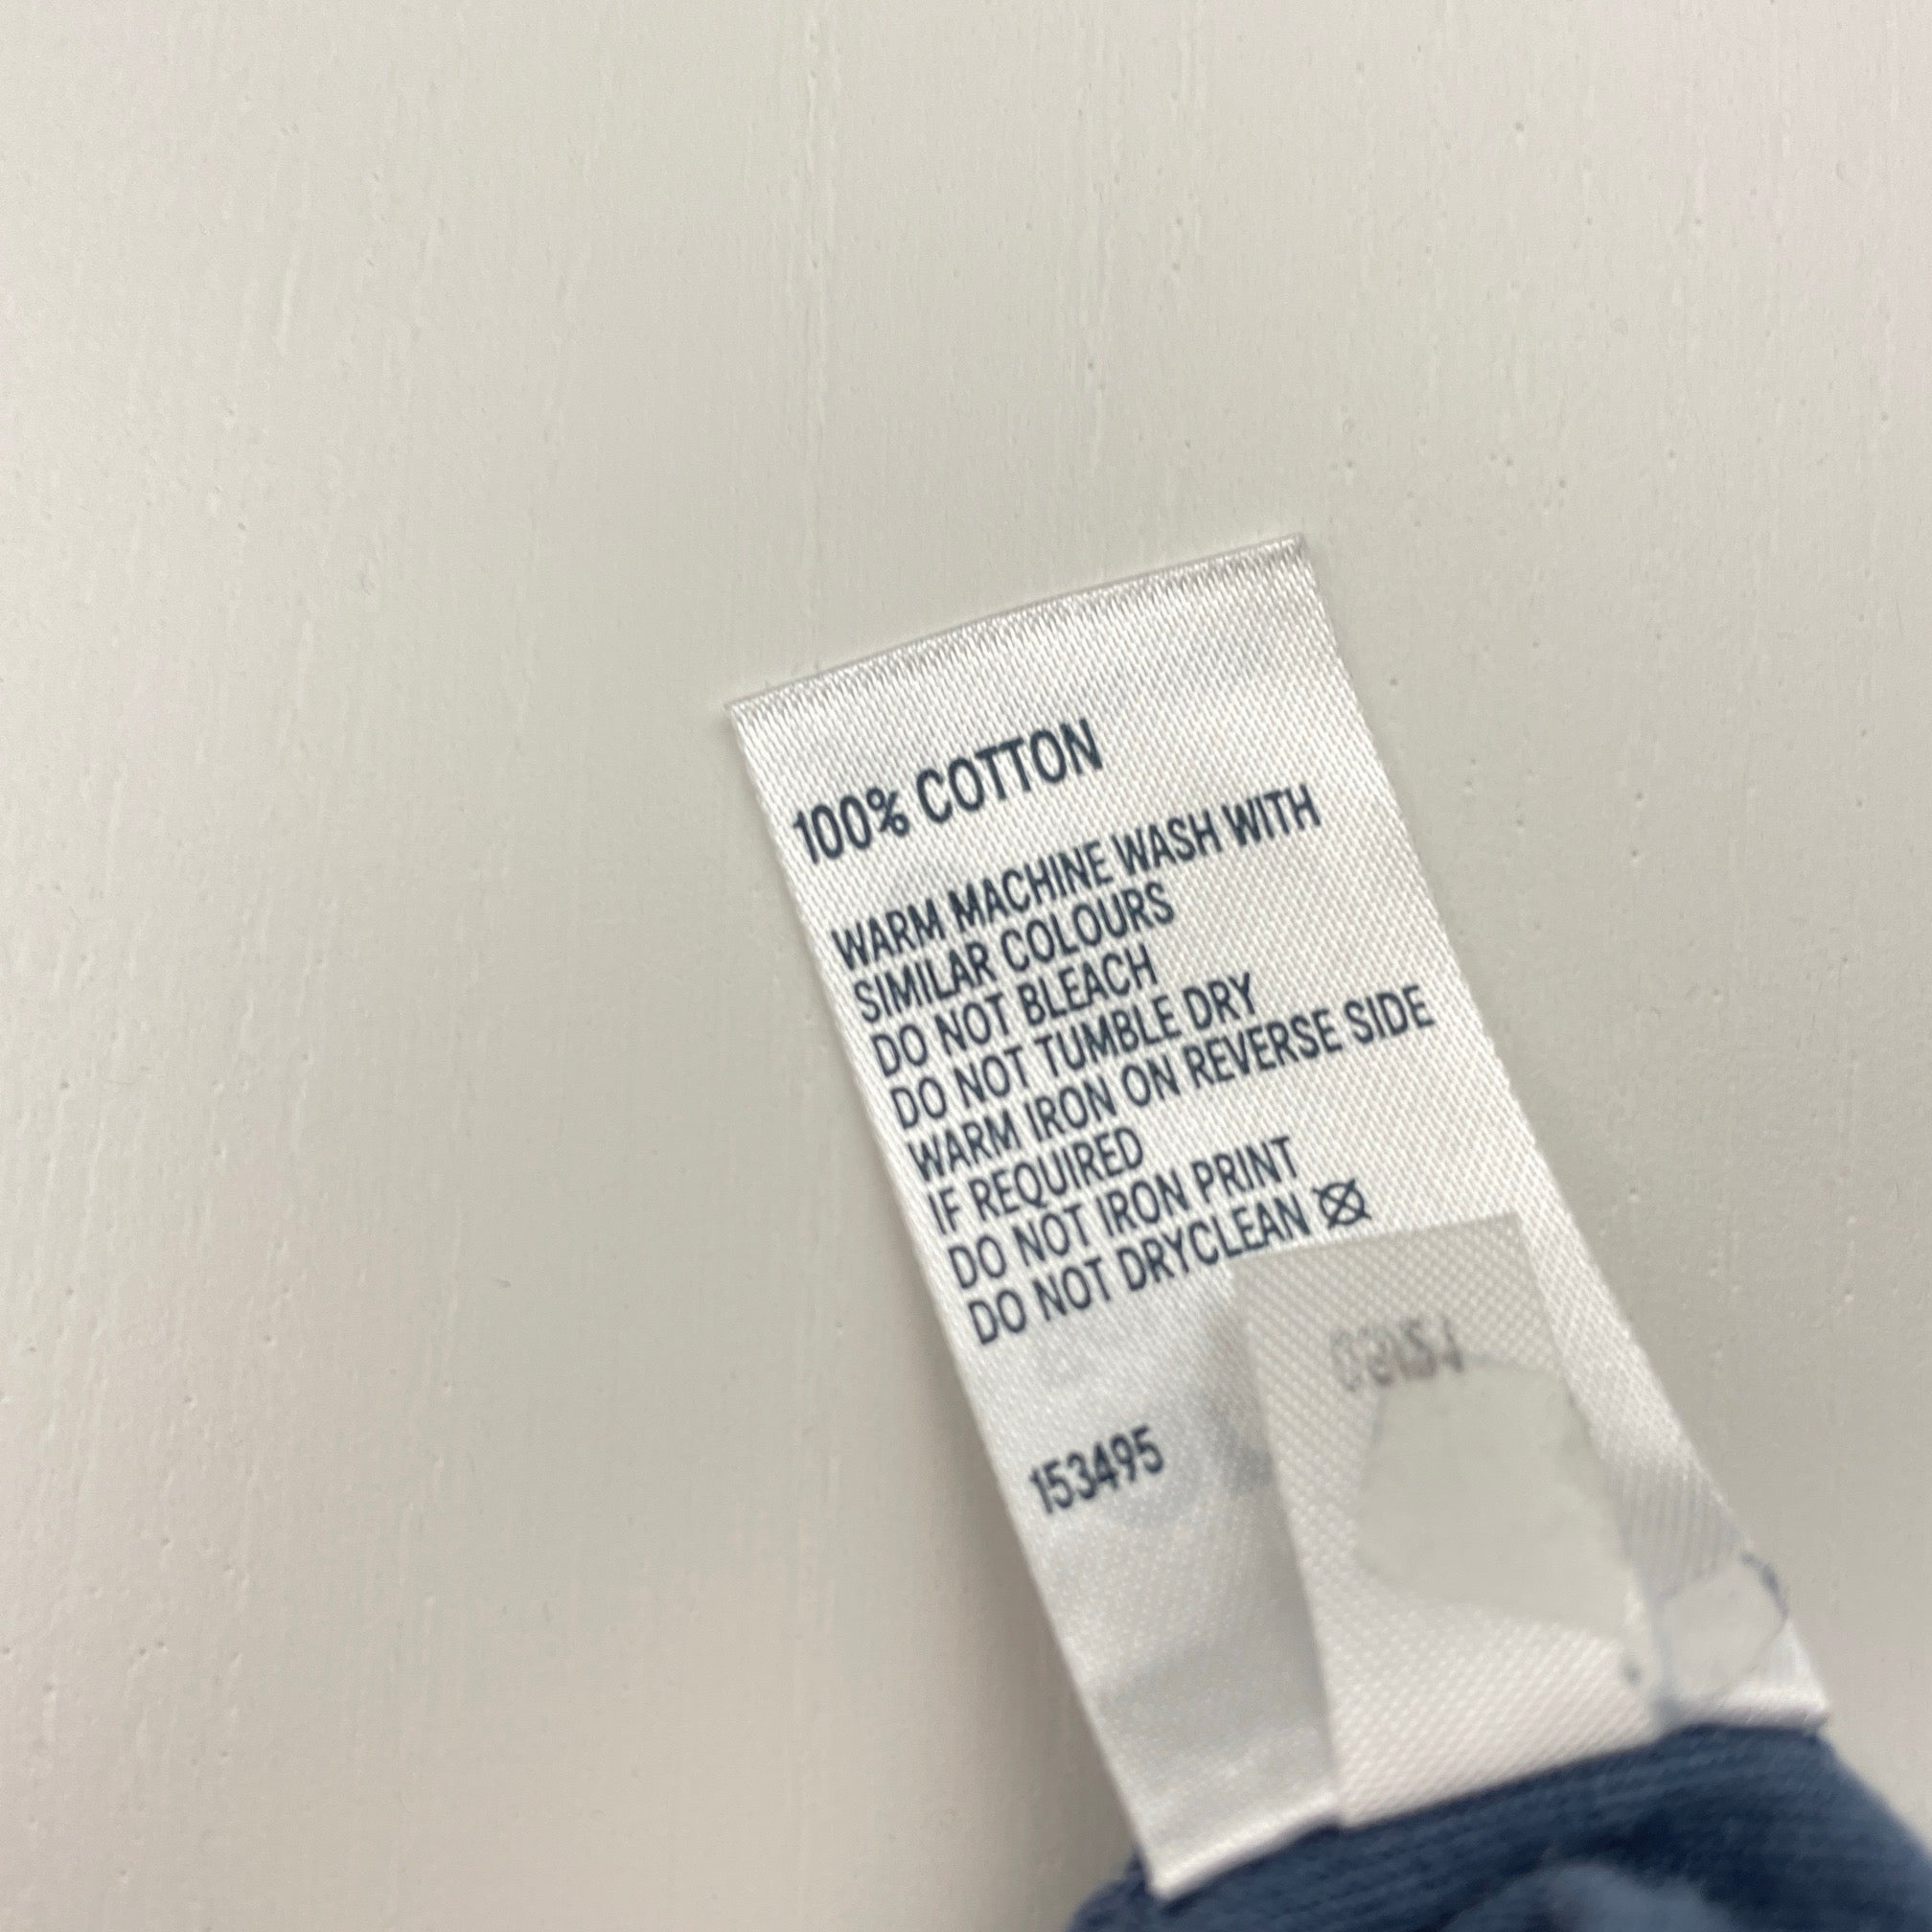 100% COTTON
WARM MACHINE WASH WITH
SIMILAR COLOURS
DO NOT BLEACH
DO NOT TUMBLE DRY
WARM IRON ON REVERSE SIDE
IF REQUIRED
DO NOT IRON PRINT
DO NOT DRYCLEAN
153495